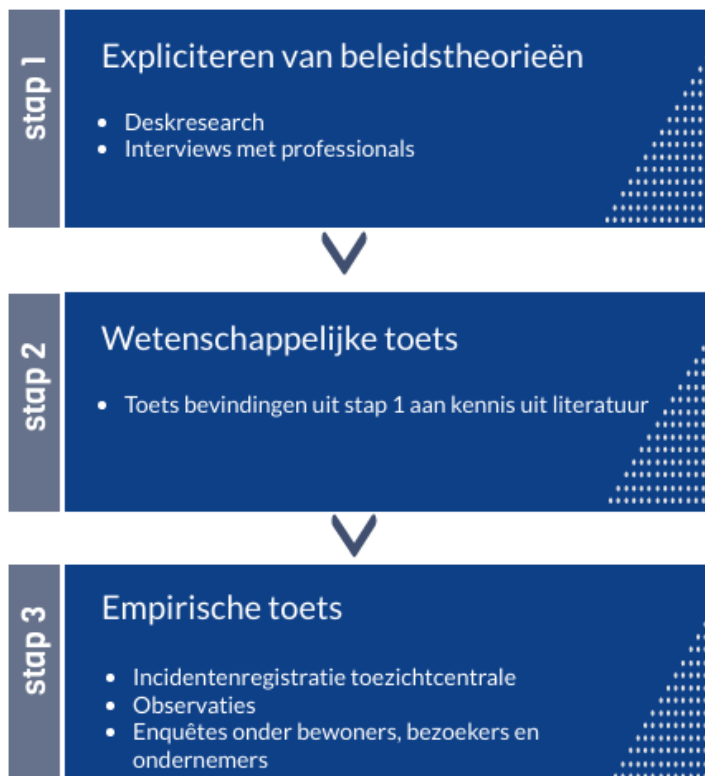 stap 1
Expliciteren van beleidstheorieën
• Deskresearch
• Interviews met professionals
stap 2
Wetenschappelijke toets
• Toets bevindingen uit stap 1 aan kennis uit literatuur
stap 3
Empirische toets
• Incidentenregistratie toezichtcentrale
• Observaties
• Enquêtes onder bewoners, bezoekers en
ondernemers